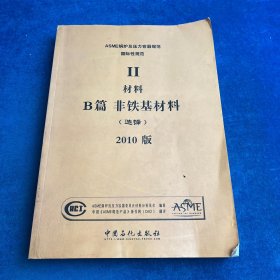 ASME锅炉及压力容器规范
国际性规范
II
材料
B篇 非铁基材料
(选择)
2010 版
CACI
ASME
中国石化出版社